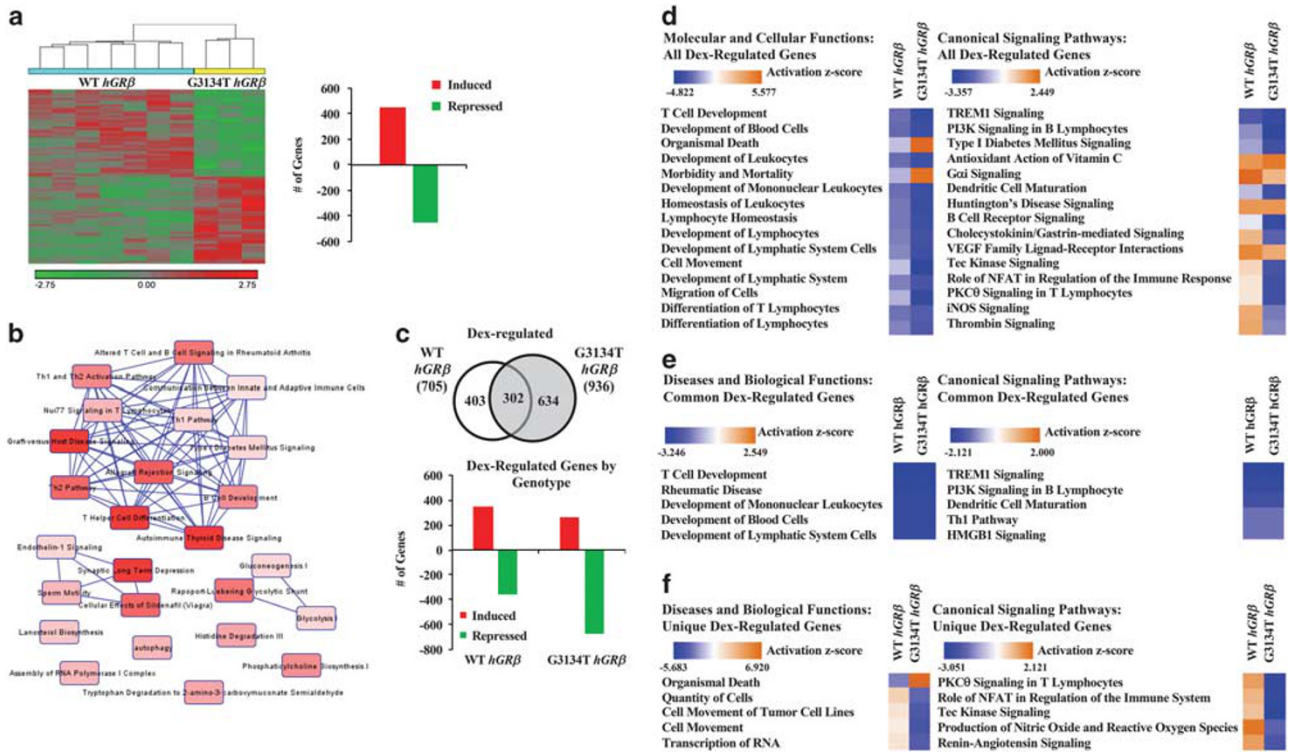 a
WT hGRβ
G3134T hGRβ
-2.75
0.00
2.75
600
400
200
0
-200
-400
-600
# of Genes
Induced
Repressed
b
Altered T Cell and B Cell Signaling in Rheumatoid Arthritis
Th1 and Th2 Activation Pathway
Communication between Innate and Adaptive Immune Cells
Nur77 Signaling in T Lymphocytes
Th1 Pathway
Graft-versus-Host Disease Signaling
Type I Diabetes Mellitus Signaling
Allograft Rejection Signaling
Th2 Pathway
B Cell Development
T Helper Cell Differentiation
Autoimmune Thyroid Disease Signaling
Endothelin-1 Signaling
Gluconeogenesis I
Synaptic Long Term Depression
Rapoport-Luebering Glycolytic Shunt
Sperm Motility
Cellular Effects of Sildenafil (Viagra)
Glycolysis I
Lanosterol Biosynthesis
Histidine Degradation III
autophagy
Phosphatidylcholine Biosynthesis I
Assembly of RNA Polymerase I Complex
Tryptophan Degradation to 2-amino-3-carboxymuconate Semialdehyde
c
Dex-regulated
WT
hGRβ
(705)
G3134T
hGRβ
(936)
403
302
634
Dex-Regulated Genes by
Genotype
600
400
200
0
-200
-400
-600
-800
# of Genes
Induced
Repressed
WT hGRβ
G3134T hGRβ
d
Molecular and Cellular Functions:
All Dex-Regulated Genes
Activation z-score
-4.822
5.577
WT hGRβ
G3134T hGRβ
T Cell Development
Development of Blood Cells
Organismal Death
Development of Leukocytes
Morbidity and Mortality
Development of Mononuclear Leukocytes
Homeostasis of Leukocytes
Lymphocyte Homeostasis
Development of Lymphocytes
Development of Lymphatic System Cells
Cell Movement
Development of Lymphatic System
Migration of Cells
Differentiation of T Lymphocytes
Differentiation of Lymphocytes
Canonical Signaling Pathways:
All Dex-Regulated Genes
Activation z-score
-3.357
2.449
WT hGRβ
G3134T hGRβ
TREM1 Signaling
PI3K Signaling in B Lymphocytes
Type I Diabetes Mellitus Signaling
Antioxidant Action of Vitamin C
Gαi Signaling
Dendritic Cell Maturation
Huntington's Disease Signaling
B Cell Receptor Signaling
Cholecystokinin/Gastrin-mediated Signaling
VEGF Family Lignad-Receptor Interactions
Tec Kinase Signaling
Role of NFAT in Regulation of the Immune Response
PKCθ Signaling in T Lymphocytes
iNOS Signaling
Thrombin Signaling
e
Diseases and Biological Functions:
Common Dex-Regulated Genes
Activation z-score
-3.246
2.549
WT hGRβ
G3134T hGRβ
T Cell Development
Rheumatic Disease
Development of Mononuclear Leukocytes
Development of Blood Cells
Development of Lymphatic System Cells
Canonical Signaling Pathways:
Common Dex-Regulated Genes
Activation z-score
-2.121
2.000
WT hGRβ
G3134T hGRβ
TREM1 Signaling
PI3K Signaling in B Lymphocyte
Dendritic Cell Maturation
Th1 Pathway
HMGB1 Signaling
f
Diseases and Biological Functions:
Unique Dex-Regulated Genes
Activation z-score
-5.683
6.920
WT hGRβ
G3134T hGRβ
Organismal Death
Quantity of Cells
Cell Movement of Tumor Cell Lines
Cell Movement
Transcription of RNA
Canonical Signaling Pathways:
Unique Dex-Regulated Genes
Activation z-score
-3.051
2.121
WT hGRβ
G3134T hGRβ
PKCθ Signaling in T Lymphocytes
Role of NFAT in Regulation of the Immune System
Tec Kinase Signaling
Production of Nitric Oxide and Reactive Oxygen Species
Renin-Angiotensin Signaling